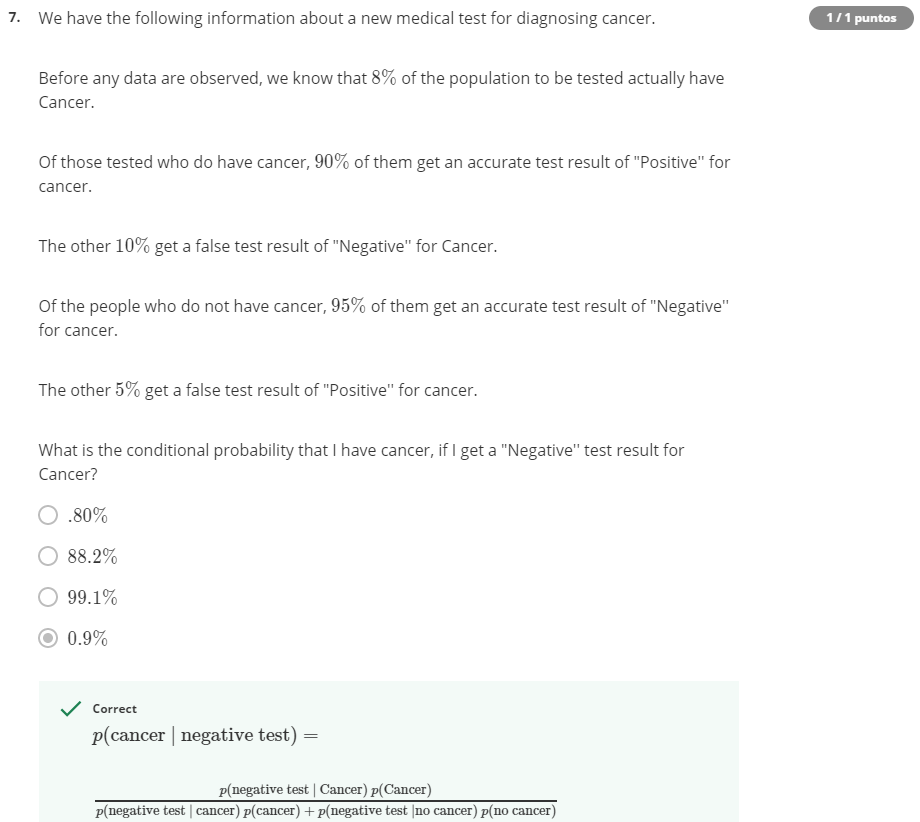 7. We have the following information about a new medical test for diagnosing cancer.
1 / 1 puntos
Before any data are observed, we know that 8% of the population to be tested actually have
Cancer.
Of those tested who do have cancer, 90% of them get an accurate test result of "Positive" for
cancer.
The other 10% get a false test result of "Negative" for Cancer.
Of the people who do not have cancer, 95% of them get an accurate test result of "Negative"
for cancer.
The other 5% get a false test result of "Positive" for cancer.
What is the conditional probability that I have cancer, if I get a "Negative" test result for
Cancer?
.80%
88.2%
99.1%
0.9%
Correct
p(cancer | negative test) =
p(negative test | Cancer) p(Cancer)
p(negative test | cancer) p(cancer) + p(negative test |no cancer) p(no cancer)